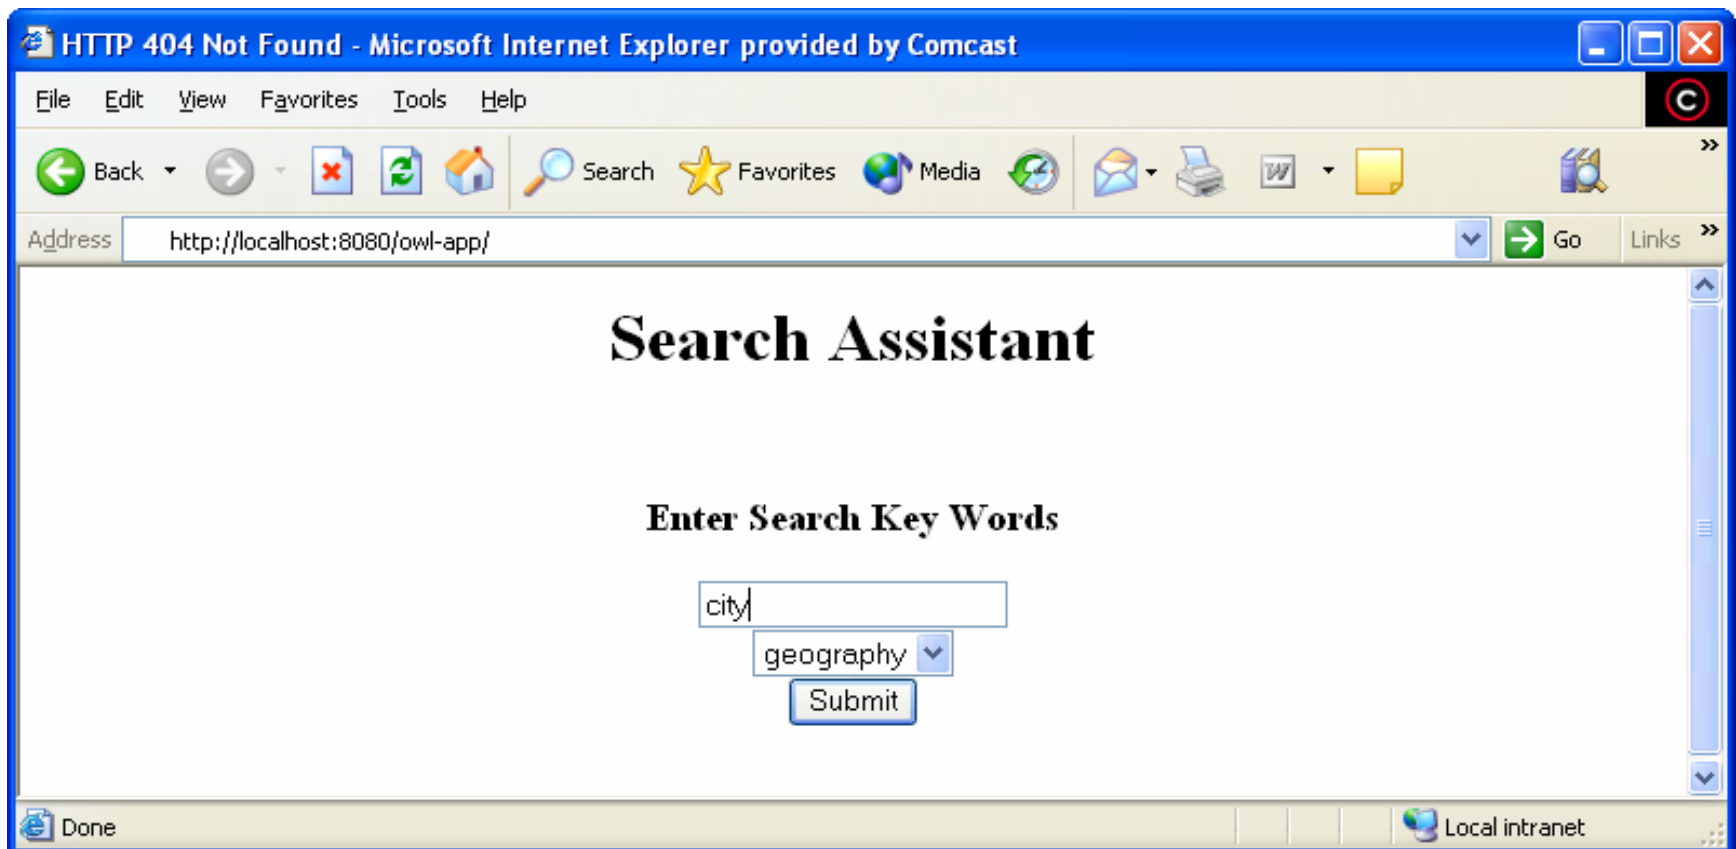 HTTP 404 Not Found - Microsoft Internet Explorer provided by Comcast
File Edit View Favorites Tools Help
C
Back Search Favorites Media W »
Address http://localhost:8080/owl-app/ Go Links »
Search Assistant
Enter Search Key Words
city
geography
Submit
Done Local intranet